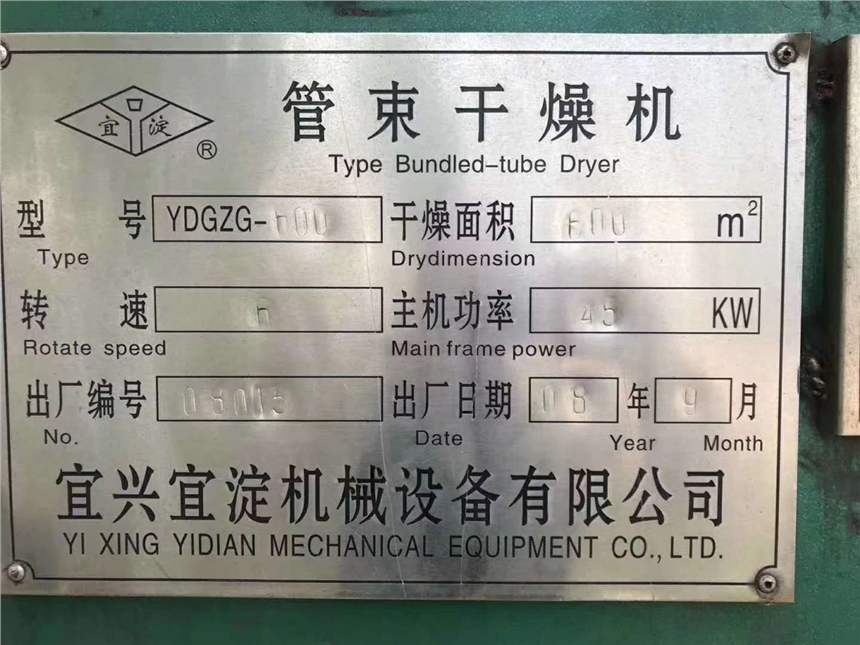 宜淀 ®
管束干燥机
Type Bundled-tube Dryer
型 号 YDGZG-600 干燥面积 600 m²
Type Drydimension
转 速 6 主机功率 45 KW
Rotate speed Main frame power
出厂编号 出厂日期 08 年 9 月
No. Date Year Month
宜兴宜淀机械设备有限公司
YI XING YIDIAN MECHANICAL EQUIPMENT CO., LTD.